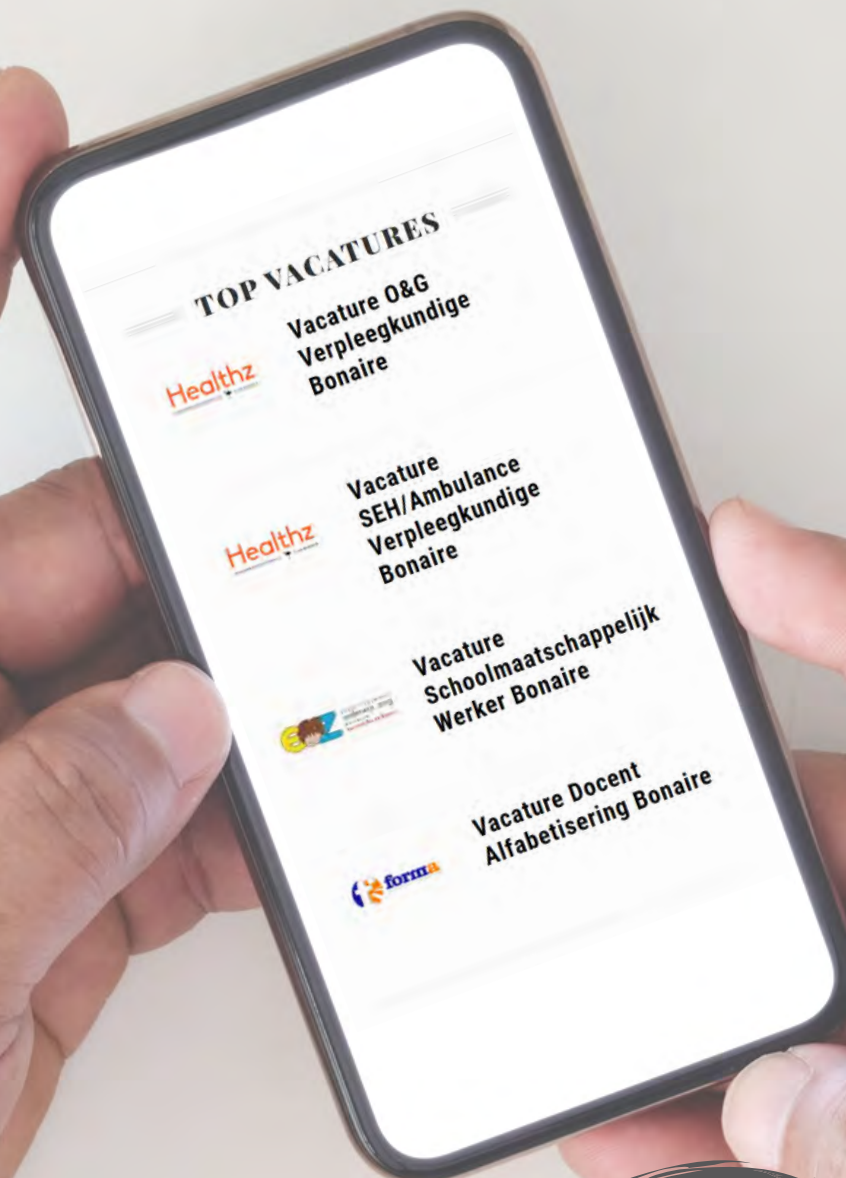 TOP VACATURES
Healthz
Vacature O&G
Verpleegkundige
Bonaire
Healthz
Vacature
SEH/Ambulance
Verpleegkundige
Bonaire
eoz
Vacature
Schoolmaatschappelijk
Werker Bonaire
forma
Vacature Docent
Alfabetisering Bonaire